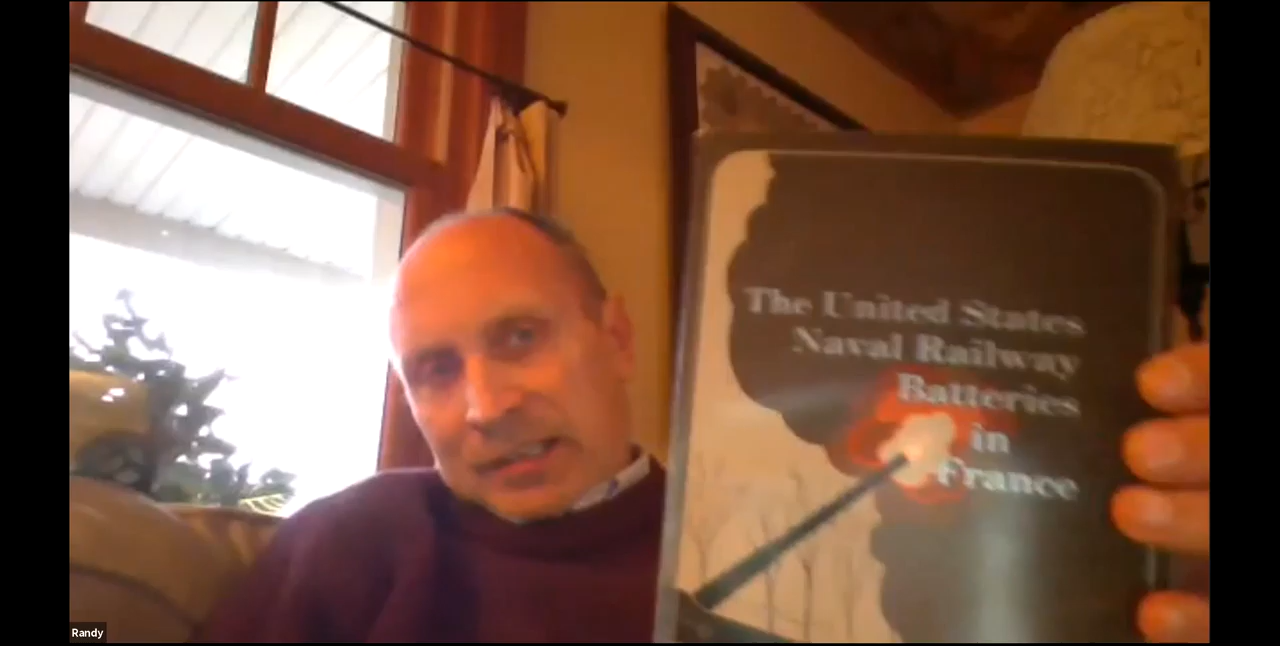 The United States
Naval Railway
Batteries
in
France
Randy